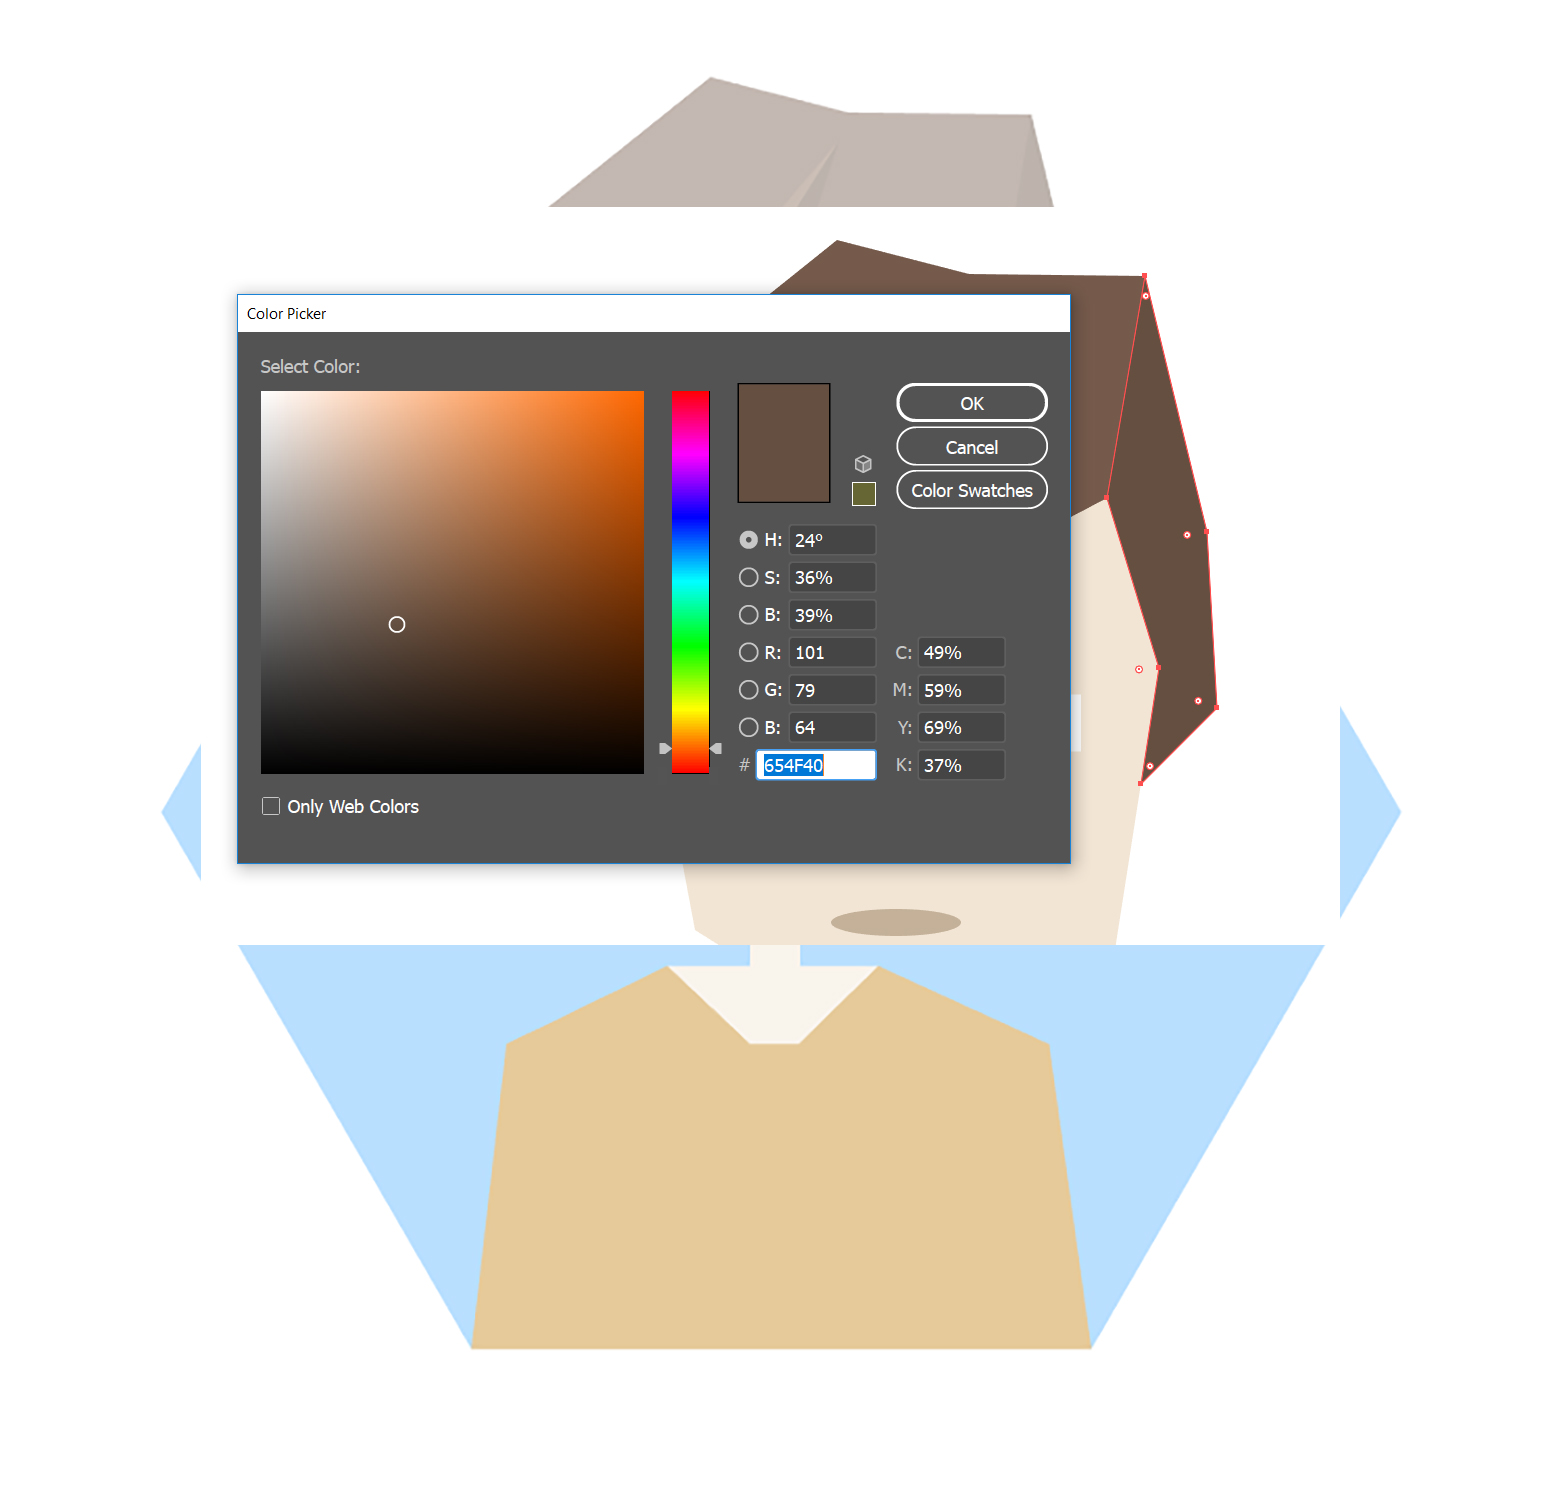 Color Picker
Select Color:
OK
Cancel
Color Swatches
H: 24°
S: 36%
B: 39%
R: 101 C: 49%
G: 79 M: 59%
B: 64 Y: 69%
# 654F40 K: 37%
Only Web Colors